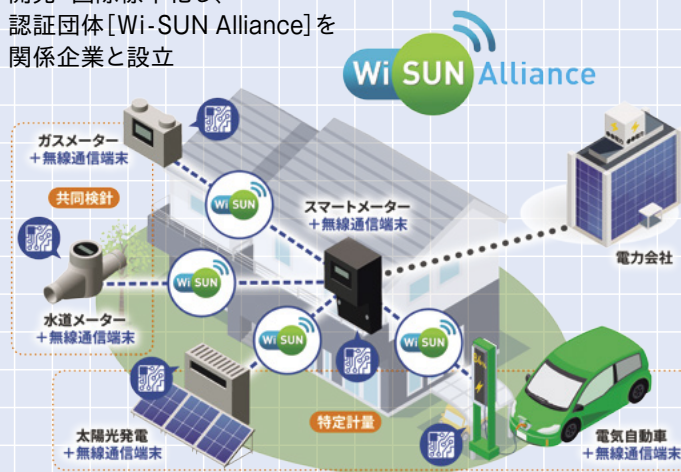 認証団体[Wi-SUN Alliance]を
関係企業と設立
Wi SUN Alliance
ガスメーター
+無線通信端末
共同検針
Wi SUN
スマートメーター
+無線通信端末
電力会社
Wi SUN
水道メーター
+無線通信端末
Wi SUN
Wi SUN
特定計量
太陽光発電
+無線通信端末
電気自動車
+無線通信端末